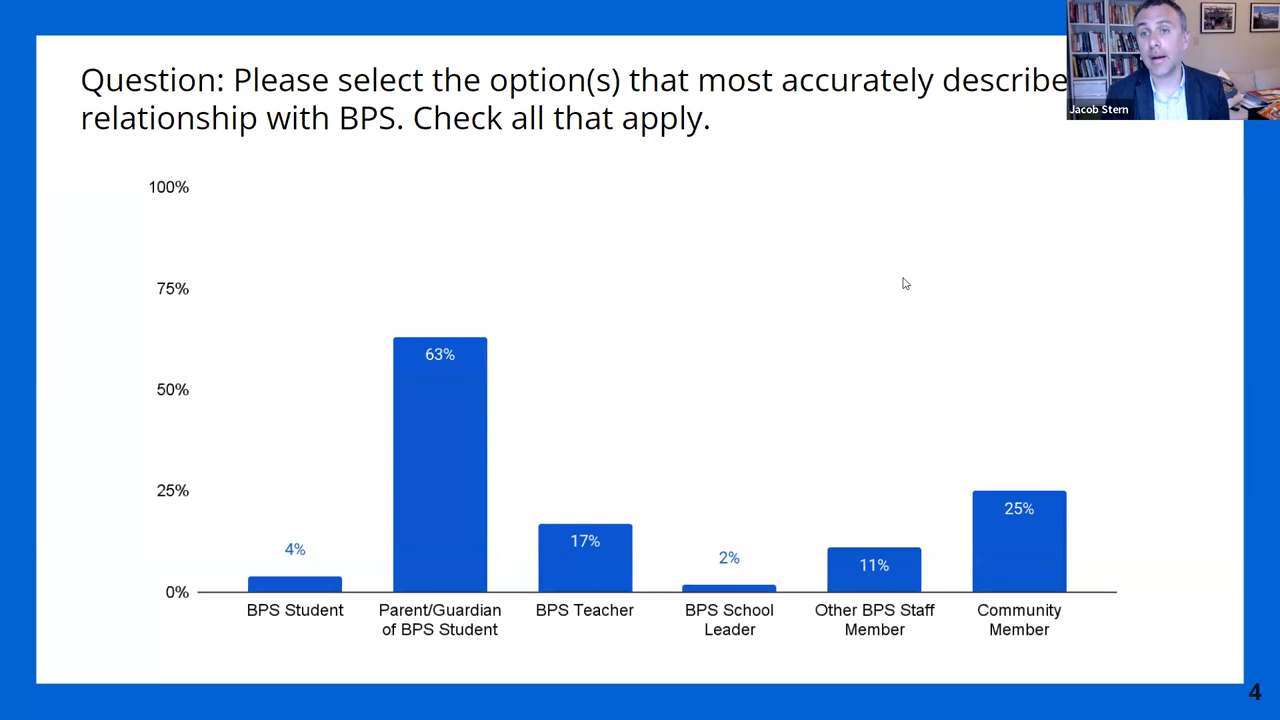 Question: Please select the option(s) that most accurately describe
relationship with BPS. Check all that apply.
Jacob Stern
100%
75%
50%
25%
0%
4%
63%
17%
2%
11%
25%
BPS Student
Parent/Guardian
of BPS Student
BPS Teacher
BPS School
Leader
Other BPS Staff
Member
Community
Member
4